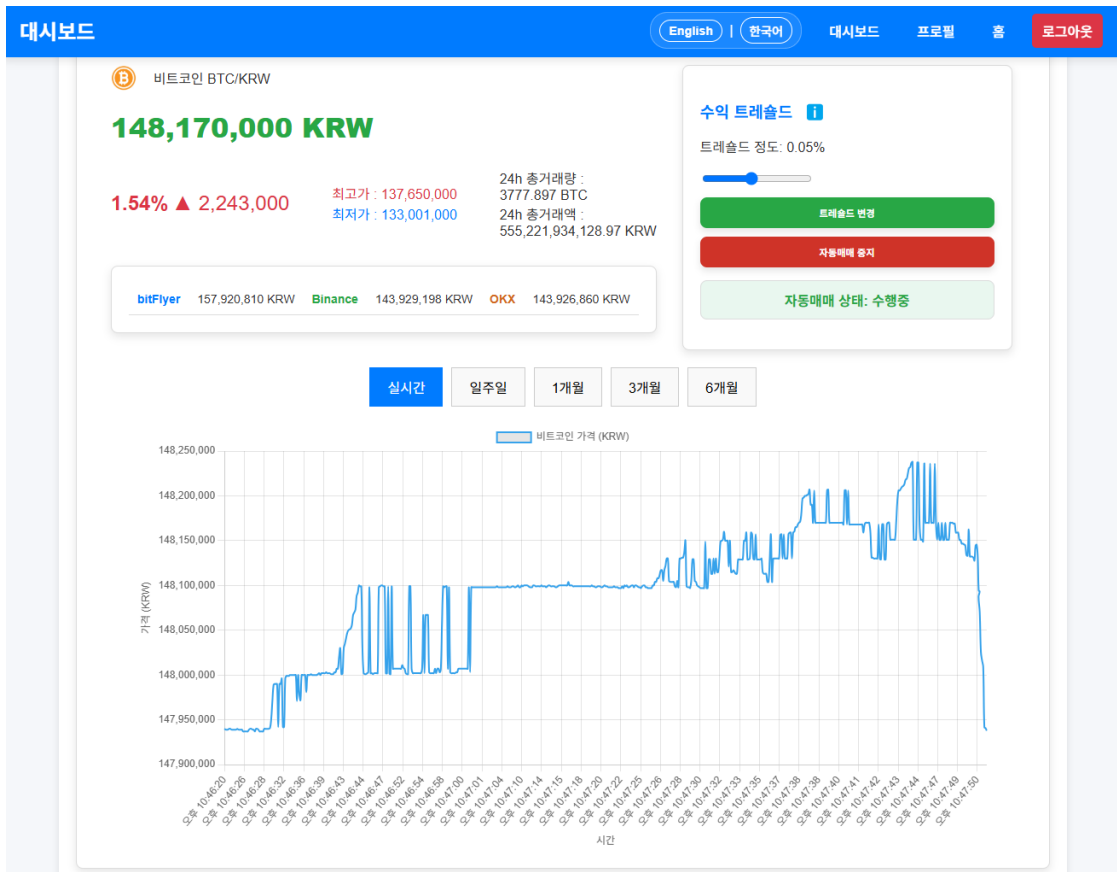 대시보드
English | 한국어
대시보드
프로필
홈
로그아웃
비트코인 BTC/KRW
148,170,000 KRW
1.54% ▲ 2,243,000
최고가 : 137,650,000
최저가 : 133,001,000
24h 총거래량 :
3777.897 BTC
24h 총거래액 :
555,221,934,128.97 KRW
bitFlyer 157,920,810 KRW Binance 143,929,198 KRW OKX 143,926,860 KRW
수익 트레숄드 i
트레숄드 정도: 0.05%
트레숄드 변경
자동매매 중지
자동매매 상태: 수행중
실시간
일주일
1개월
3개월
6개월
비트코인 가격 (KRW)
148,250,000
148,200,000
148,150,000
148,100,000
148,050,000
148,000,000
147,950,000
147,900,000
가격 (KRW)
오후 10:46:20
오후 10:46:26
오후 10:46:28
오후 10:46:32
오후 10:46:36
오후 10:46:39
오후 10:46:43
오후 10:46:44
오후 10:46:47
오후 10:46:52
오후 10:46:54
오후 10:46:58
오후 10:47:00
오후 10:47:01
오후 10:47:04
오후 10:47:10
오후 10:47:14
오후 10:47:15
오후 10:47:18
오후 10:47:20
오후 10:47:22
오후 10:47:25
오후 10:47:26
오후 10:47:28
오후 10:47:30
오후 10:47:32
오후 10:47:33
오후 10:47:35
오후 10:47:37
오후 10:47:38
오후 10:47:38
오후 10:47:40
오후 10:47:41
오후 10:47:42
오후 10:47:43
오후 10:47:44
오후 10:47:47
오후 10:47:49
오후 10:47:50
시간